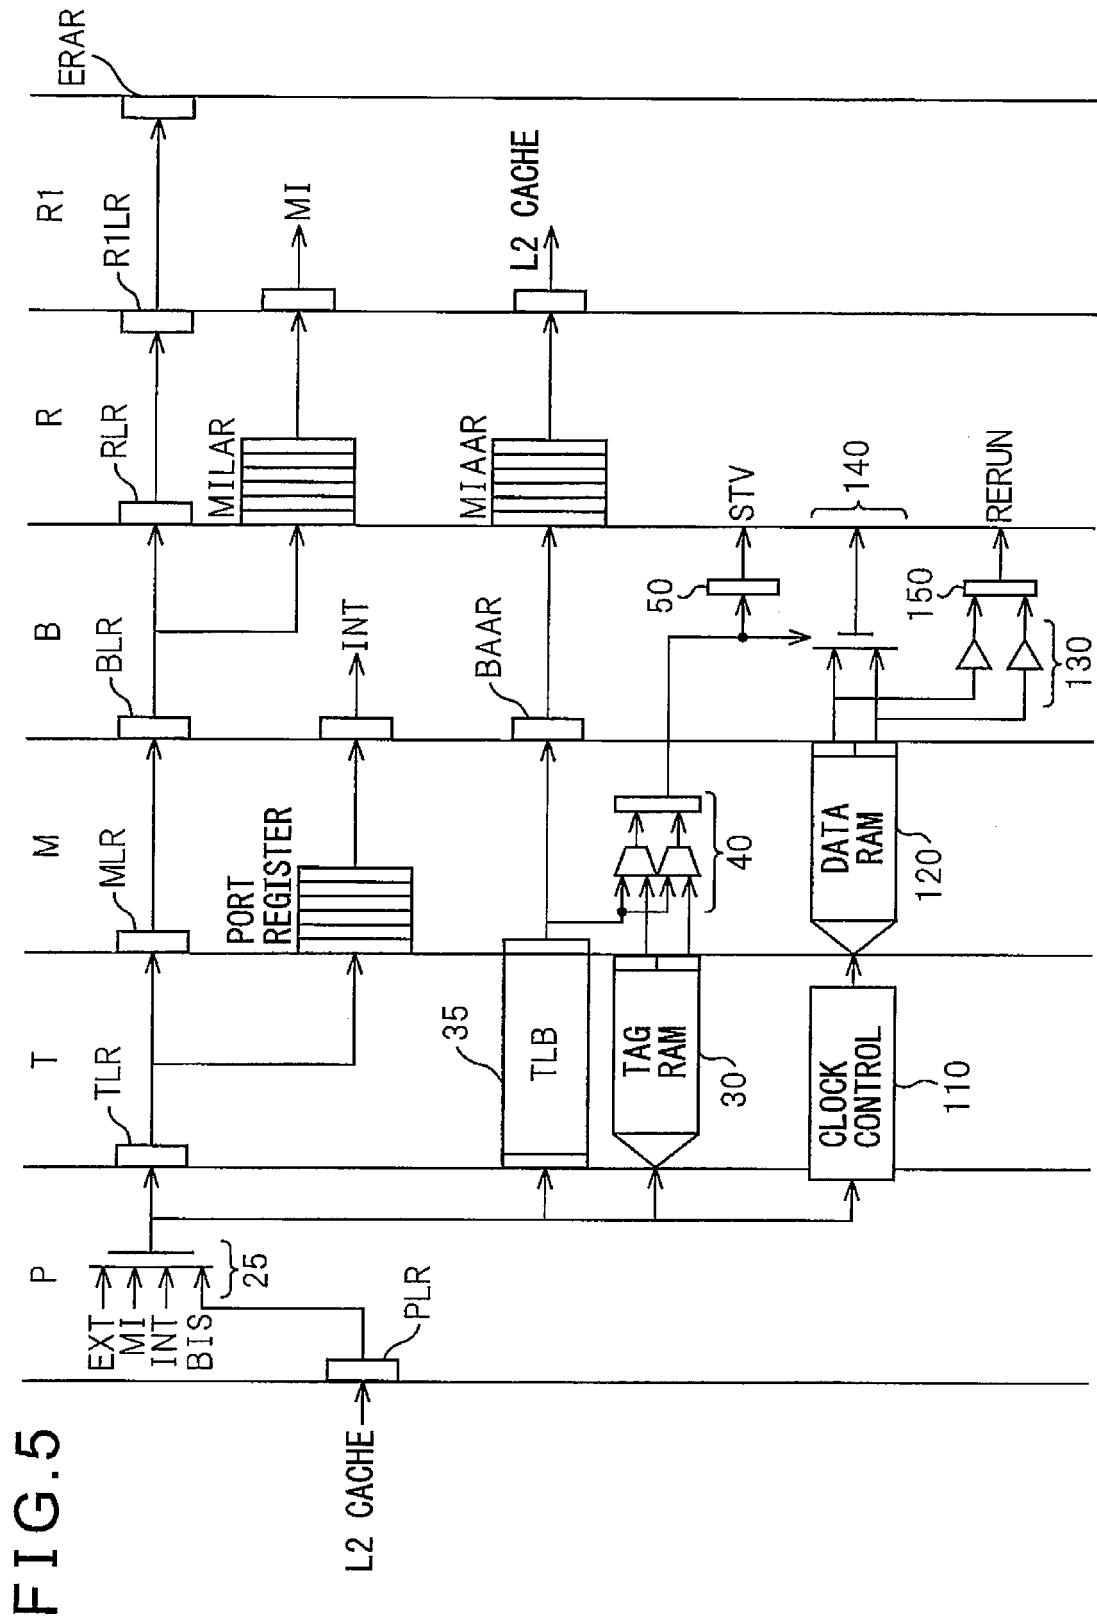 FIG.5
P
T
M
B
R
R1
EXT
MI
INT
BIS
25
L2 CACHE
PLR
TLR
MLR
BLR
RLR
R1LR
ERAR
PORT
REGISTER
INT
MILAR
MI
35
TLB
BAAR
MIAAR
L2 CACHE
TAG
RAM
30
40
50
STV
CLOCK
CONTROL
110
DATA
RAM
120
140
150
130
RERUN